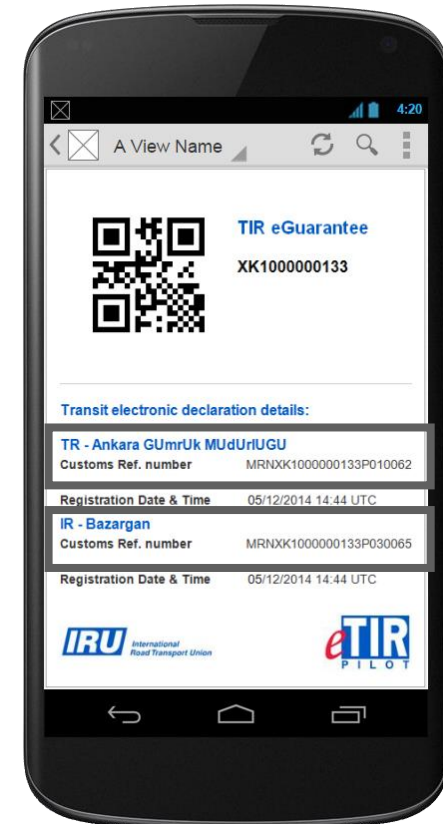 4:20
A View Name
TIR eGuarantee
XK1000000133
Transit electronic declaration details:
TR - Ankara GUmrUk MUdUrlUGU
Customs Ref. number MRNXK1000000133P010062
Registration Date & Time 05/12/2014 14:44 UTC
IR - Bazargan
Customs Ref. number MRNXK1000000133P030065
Registration Date & Time 05/12/2014 14:44 UTC
IRU International
Road Transport Union
eTIR
PILOT